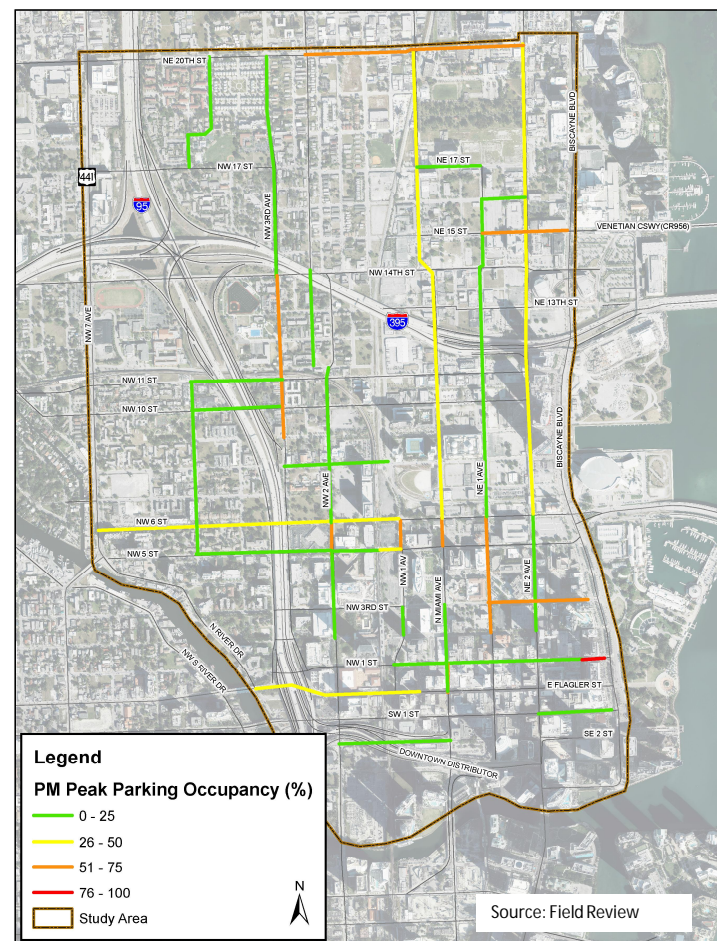 NE 20TH ST
BISCAYNE BLVD
NE 17 ST
NW 17 ST
441
95
NW 3RD AVE
NE 15 ST
VENETIAN CSWY(CR956)
NW 14TH ST
NE 13TH ST
NW 7 AVE
395
NW 11 ST
NW 10 ST
BISCAYNE BLVD
NW 2 AVE
NE 1 AVE
NW 6 ST
NW 5 ST
NW 1 AV
N MIAMI AVE
NE 2 AVE
NW 3RD ST
N RIVER DR
NW S RIVER DR
NW 1 ST
E FLAGLER ST
SW 1 ST
SE 2 ST
DOWNTOWN DISTRIBUTOR
Legend
PM Peak Parking Occupancy (%)
0 - 25
26 - 50
51 - 75
76 - 100
Study Area
N
Source: Field Review